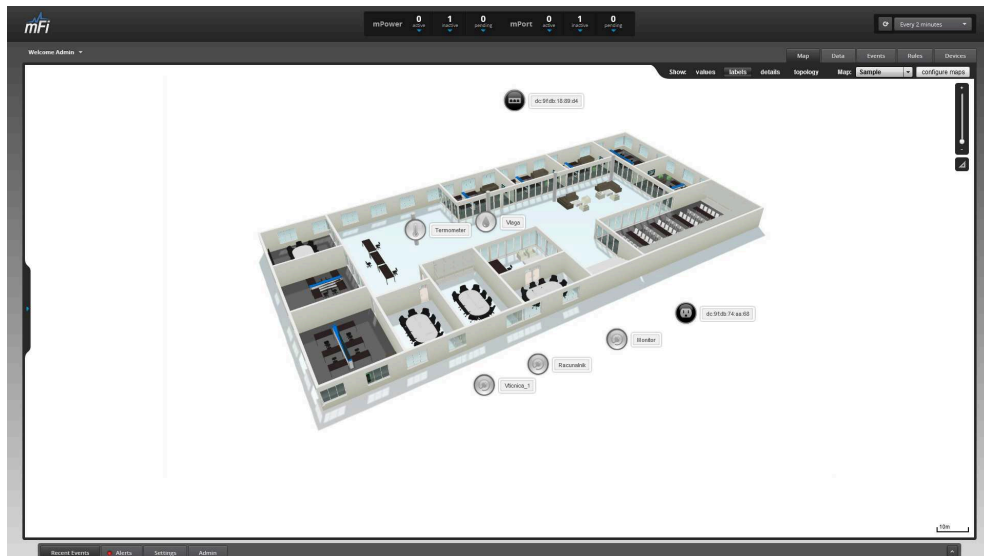 mFi
mPower 0 active 1 inactive 0 pending mPort 0 active 1 inactive 0 pending
Every 2 minutes
Welcome Admin
Map Data Events Rules Devices
Show: values labels details topology Map: Sample configure maps
dc:9f:db:18:89:d4
Termometer
Vlaga
dc:9f:db:74:aa:68
Monitor
Racunalnik
Vticnica_1
10m
Recent Events Alerts Settings Admin